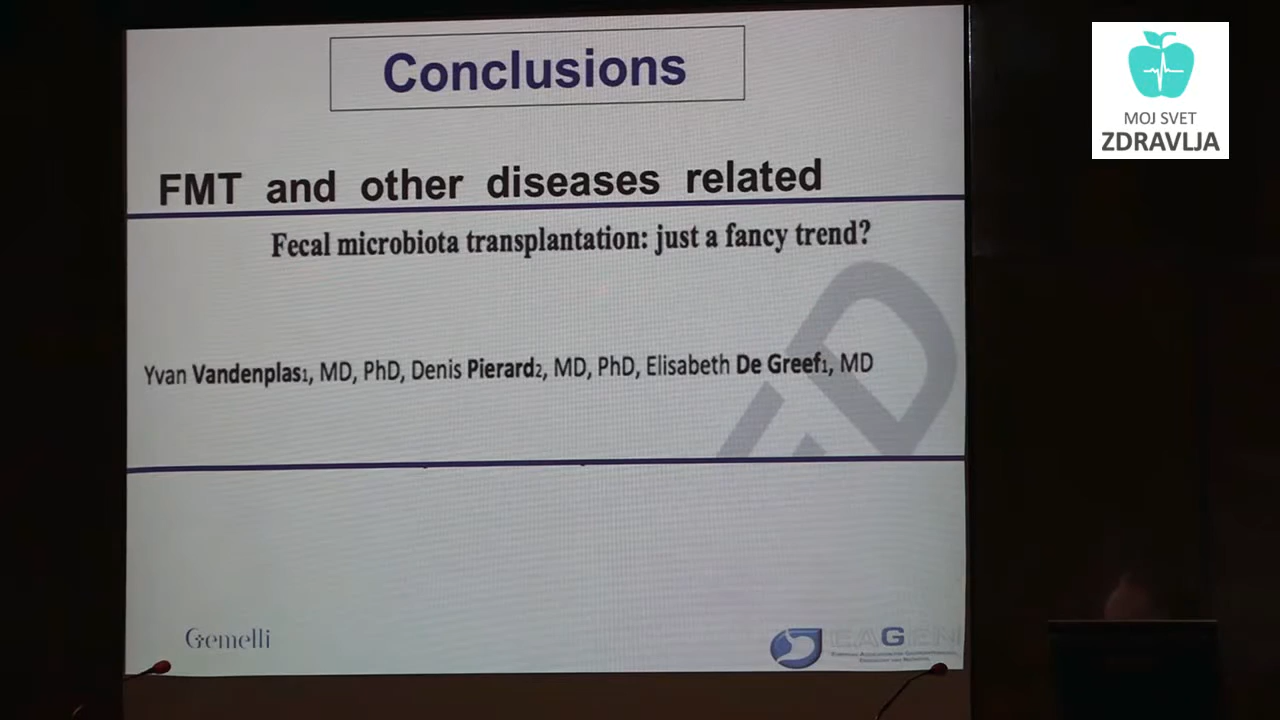 Conclusions
MOJ SVET
ZDRAVLJA
FMT and other diseases related
Fecal microbiota transplantation: just a fancy trend?
Yvan Vandenplas1, MD, PhD, Denis Pierard2, MD, PhD, Elisabeth De Greef1, MD
Gemelli
EAGEN